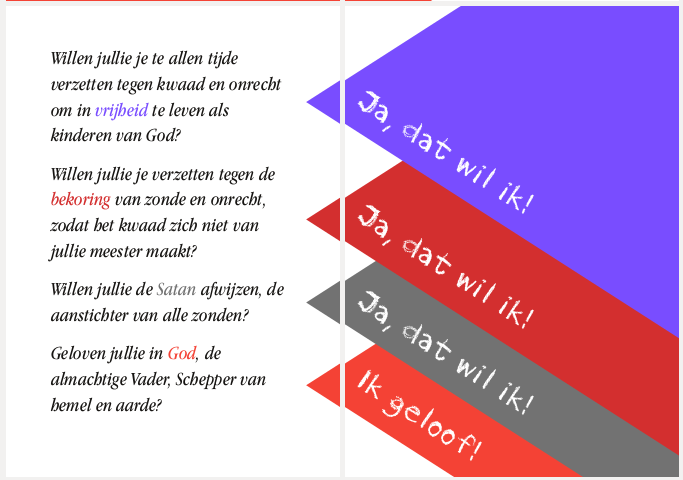 Willen jullie je te allen tijde
verzetten tegen kwaad en onrecht
om in vrijheid te leven als
kinderen van God?
Willen jullie je verzetten tegen de
bekoring van zonde en onrecht,
zodat het kwaad zich niet van
jullie meester maakt?
Willen jullie de Satan afwijzen, de
aanstichter van alle zonden?
Geloven jullie in God, de
almachtige Vader, Schepper van
hemel en aarde?
Ja, dat wil ik!
Ja, dat wil ik!
Ja, dat wil ik!
Ik geloof!